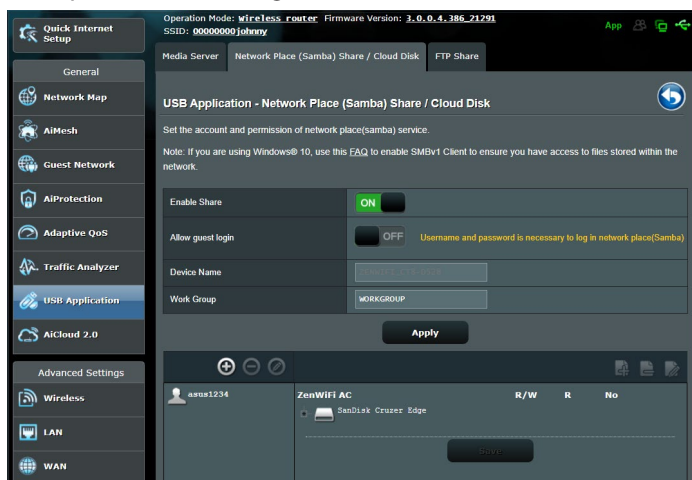 Quick Internet
Setup
Operation Mode: Wireless router Firmware Version: 3.0.0.4.386_21291
SSID: 00000000johnny
App
Media Server
Network Place (Samba) Share / Cloud Disk
FTP Share
General
Network Map
AiMesh
Guest Network
AiProtection
Adaptive QoS
Traffic Analyzer
USB Application
AiCloud 2.0
Advanced Settings
Wireless
LAN
WAN
USB Application - Network Place (Samba) Share / Cloud Disk
Set the account and permission of network place(samba) service.
Note: If you are using Windows® 10, use this FAQ to enable SMBv1 Client to ensure you have access to files stored within the
network.
Enable Share
ON
Allow guest login
OFF
Username and password is necessary to log in network place(Samba)
Device Name
Work Group
WORKGROUP
Apply
asus1234
ZenWiFi AC
R/W R No
SanDisk Cruzer Edge
Save